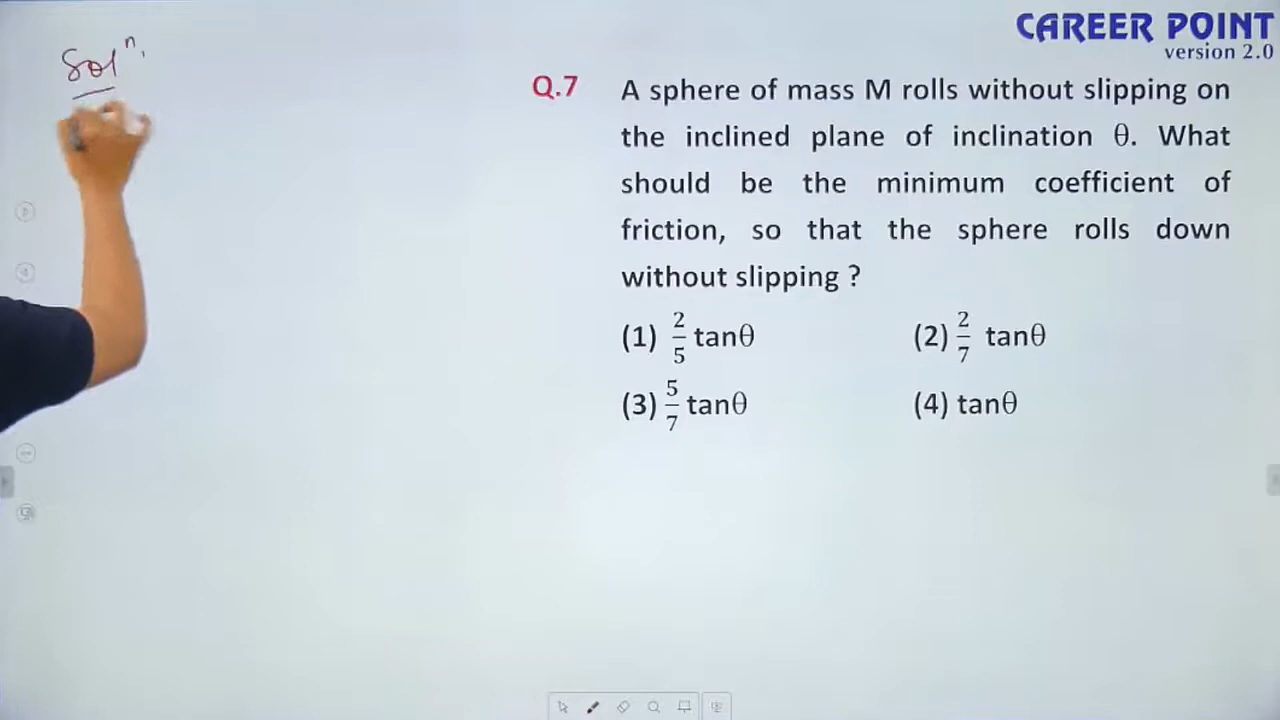 CAREER POINT
version 2.0
Solⁿ.
Q.7 A sphere of mass M rolls without slipping on
the inclined plane of inclination θ. What
should be the minimum coefficient of
friction, so that the sphere rolls down
without slipping ?
(1) 2/5 tanθ (2) 2/7 tanθ
(3) 5/7 tanθ (4) tanθ